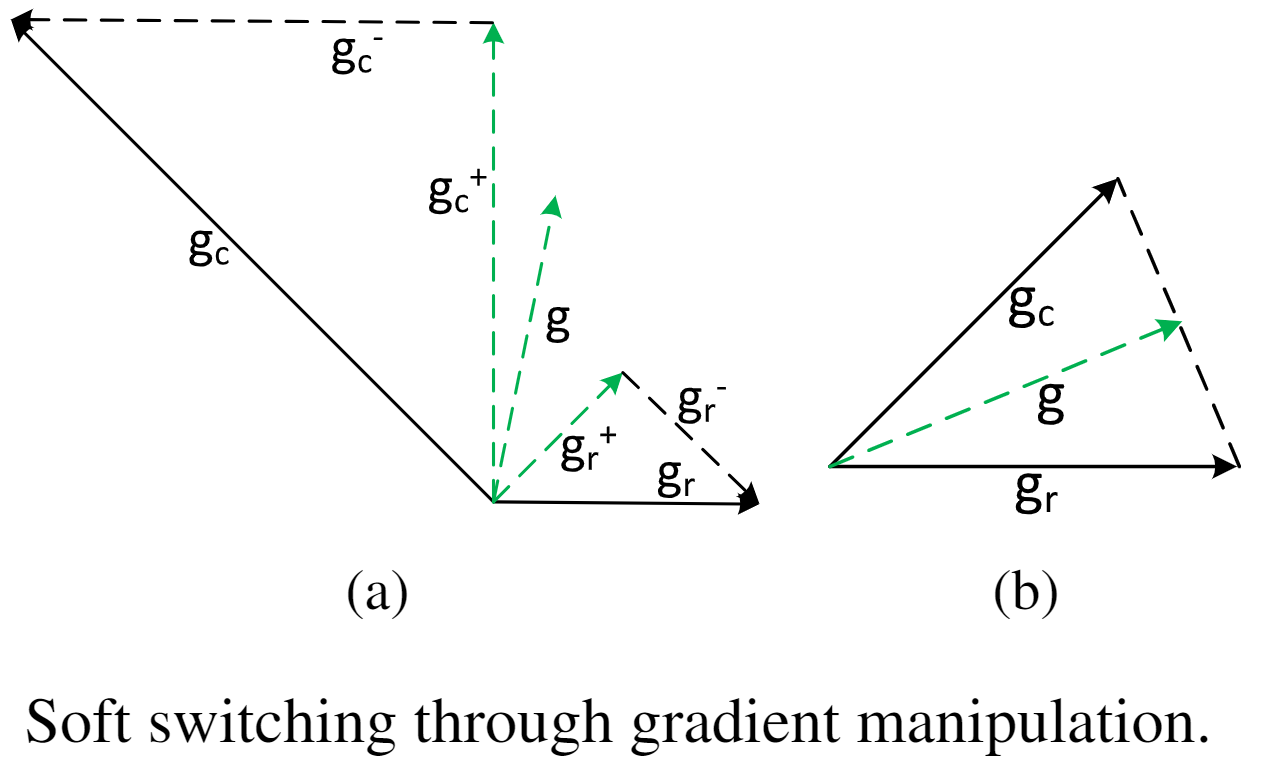 g_c^-
g_c^+
g_c
g
g_r^-
g_r^+
g_r
g_c
g
g_r
(a)
(b)
Soft switching through gradient manipulation.